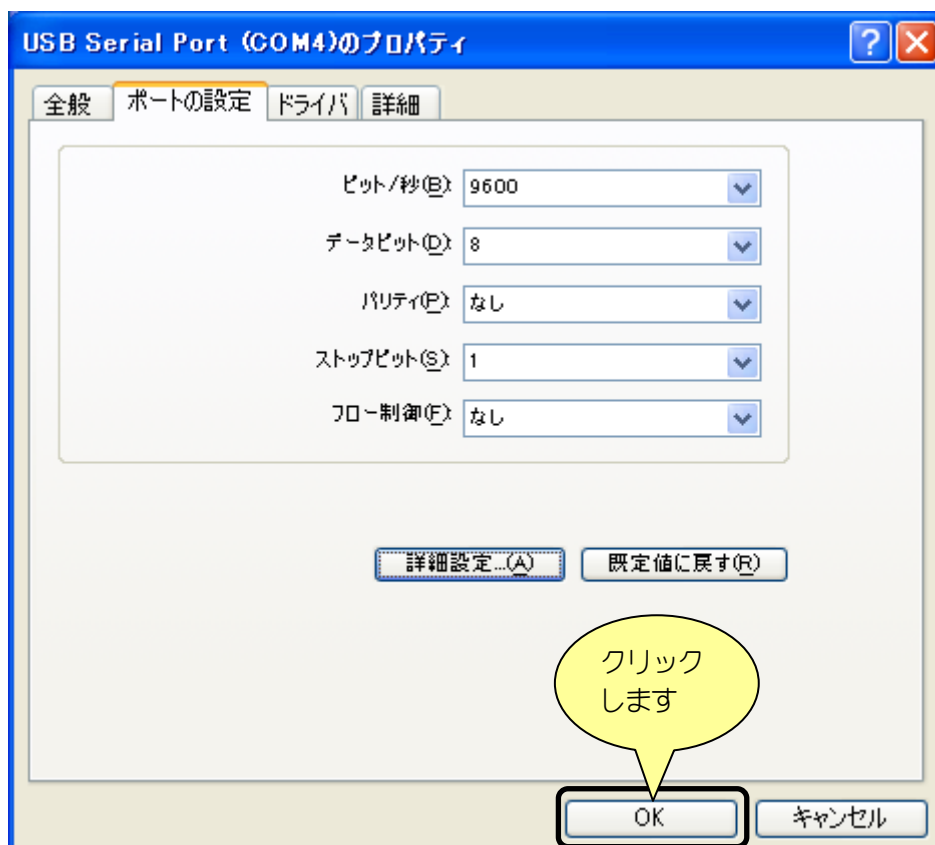 USB Serial Port (COM4)のプロパティ
全般 ポートの設定 ドライバ 詳細
ビット/秒(B): 9600
データ ビット(D): 8
パリティ(P): なし
ストップ ビット(S): 1
フロー制御(F): なし
詳細設定...(A) 既定値に戻す(R)
クリック
します
OK キャンセル